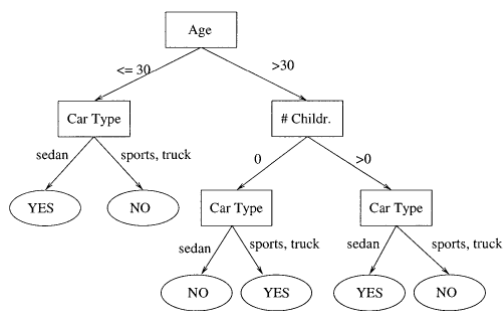 Age
<= 30
>30
Car Type
# Childr.
sedan
sports, truck
0
>0
YES
NO
Car Type
Car Type
sedan
sports, truck
sedan
sports, truck
NO
YES
YES
NO